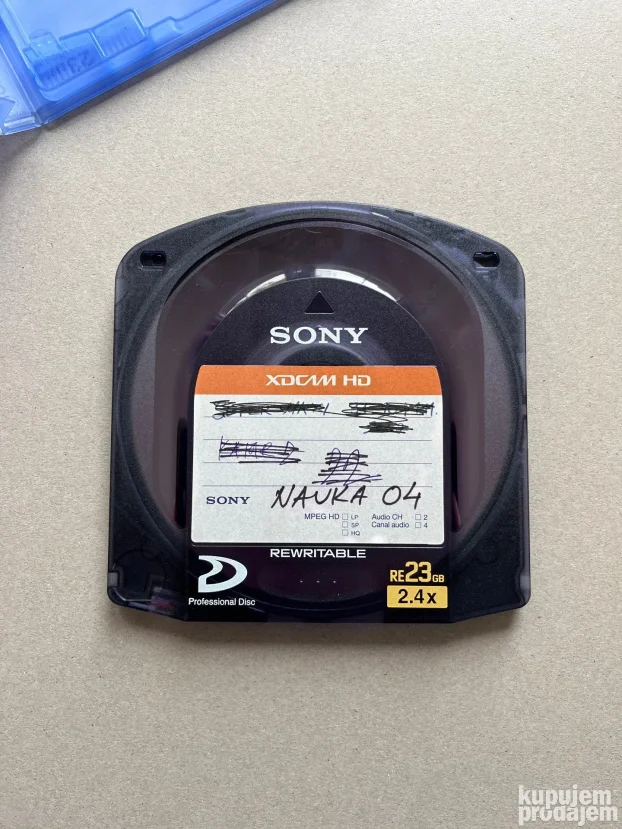 SONY
XDCAM HD
SONY NAUKA 04
MPEG HD LP Audio CH 2
SP Canal audio 4
HQ
REWRITABLE
Professional Disc
RE23GB
2.4x
kupujem
prodajem